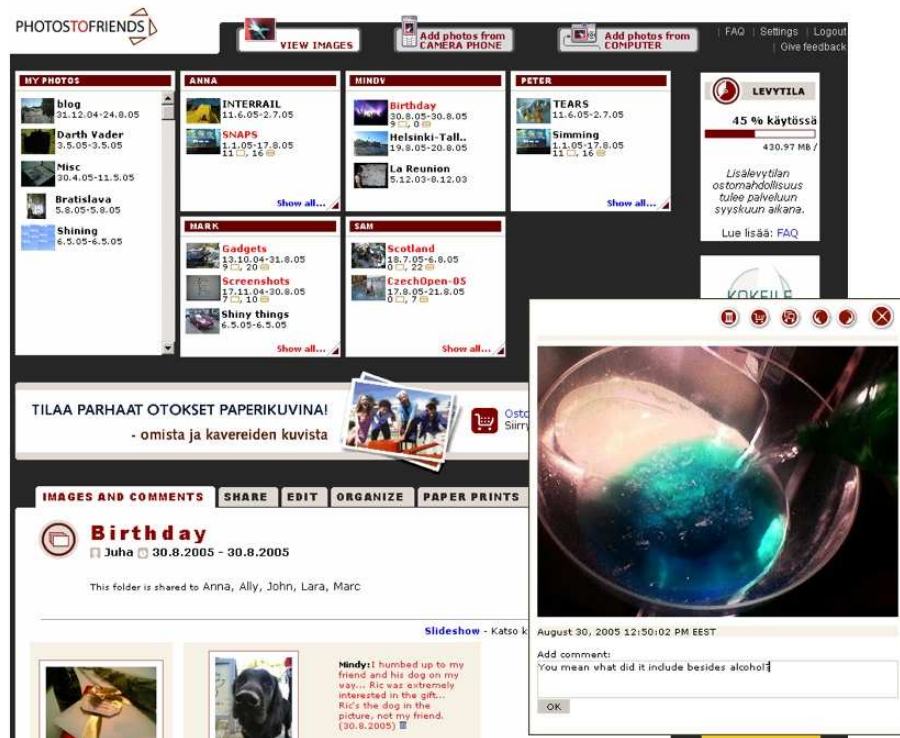 PHOTOSTOFRIENDS
VIEW IMAGES
Add photos from
CAMERA PHONE
Add photos from
COMPUTER
| FAQ | Settings | Logout
| Give feedback
MY PHOTOS
blog
31.12.04-24.8.05
Darth Vader
3.5.05-3.5.05
Misc
30.4.05-11.5.05
Bratislava
5.8.05-5.8.05
Shining
6.5.05-6.5.05
ANNA
INTERRAIL
11.6.05-2.7.05
SNAPS
1.1.05-17.8.05
11, 16
Show all...
MINDY
Birthday
30.8.05-30.8.05
9, 0
Helsinki-Tall..
19.8.05-20.8.05
La Reunion
5.12.03-8.12.03
PETER
TEARS
11.6.05-2.7.05
Simming
1.1.05-17.8.05
11, 16
Show all...
MARK
Gadgets
13.10.04-31.8.05
9, 20
Screenshots
17.11.04-30.8.05
7, 10
Shiny things
6.5.05-6.5.05
Show all...
SAM
Scotland
18.7.05-6.8.05
0, 22
CzechOpen-05
17.8.05-21.8.05
0, 7
Show all...
LEVYTILA
45 % käytössä
430.97 MB /
Lisälevytilan
ostomahdollisuus
tulee palveluun
syyskuun aikana.
Lue lisää: FAQ
KOKEILE
TILAA PARHAAT OTOKSET PAPERIKUVINA!
- omista ja kavereiden kuvista
Osto
Siirry
IMAGES AND COMMENTS
SHARE
EDIT
ORGANIZE
PAPER PRINTS
Birthday
Juha 30.8.2005 - 30.8.2005
This folder is shared to Anna, Ally, John, Lara, Marc
Slideshow - Katso k
Mindy: I humbed up to my
friend and his dog on my
way... Ric was extremely
interested in the gift...
Ric's the dog in the
picture, not my friend.
(30.8.2005)
August 30, 2005 12:50:02 PM EEST
Add comment:
You mean what did it include besides alcohol?
OK